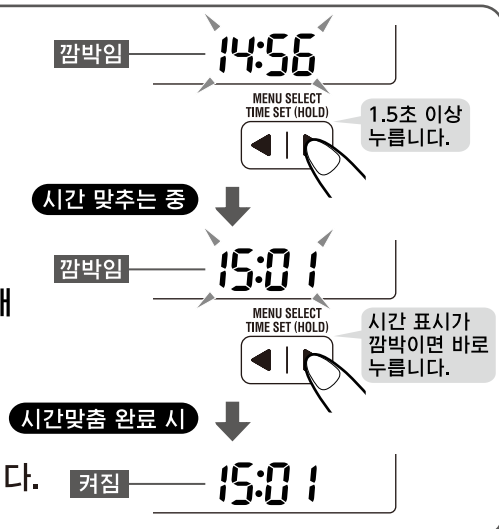 깜박임
14:56
MENU SELECT
TIME SET (HOLD)
1.5초 이상
누릅니다.
시간 맞추는 중
깜박임
15:01
MENU SELECT
TIME SET (HOLD)
시간 표시가
깜박이면 바로
누릅니다.
시간맞춤 완료 시
다.
켜짐
15:01